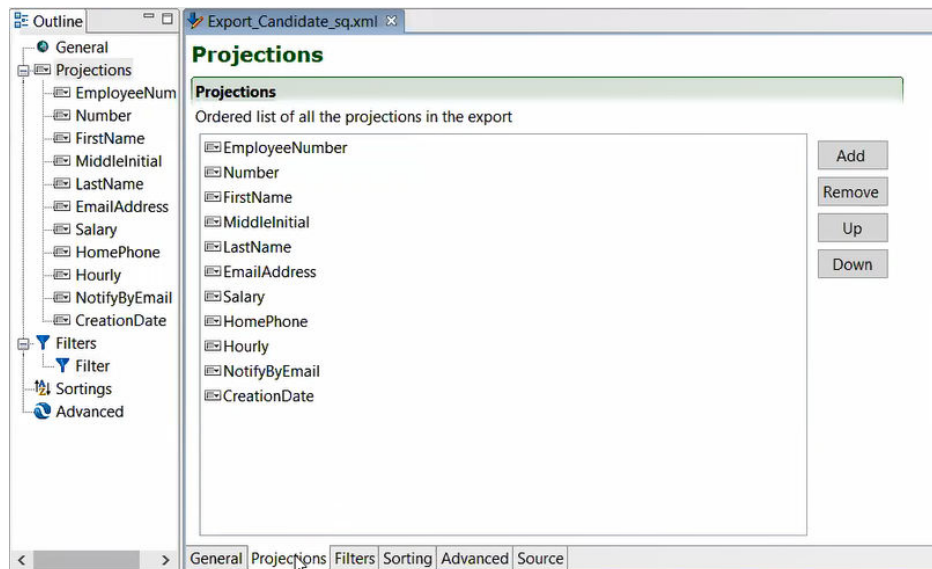 Outline
General
Projections
EmployeeNum
Number
FirstName
MiddleInitial
LastName
EmailAddress
Salary
HomePhone
Hourly
NotifyByEmail
CreationDate
Filters
Filter
Sortings
Advanced
Export_Candidate_sq.xml
Projections
Projections
Ordered list of all the projections in the export
EmployeeNumber
Number
FirstName
MiddleInitial
LastName
EmailAddress
Salary
HomePhone
Hourly
NotifyByEmail
CreationDate
Add
Remove
Up
Down
General Projections Filters Sorting Advanced Source